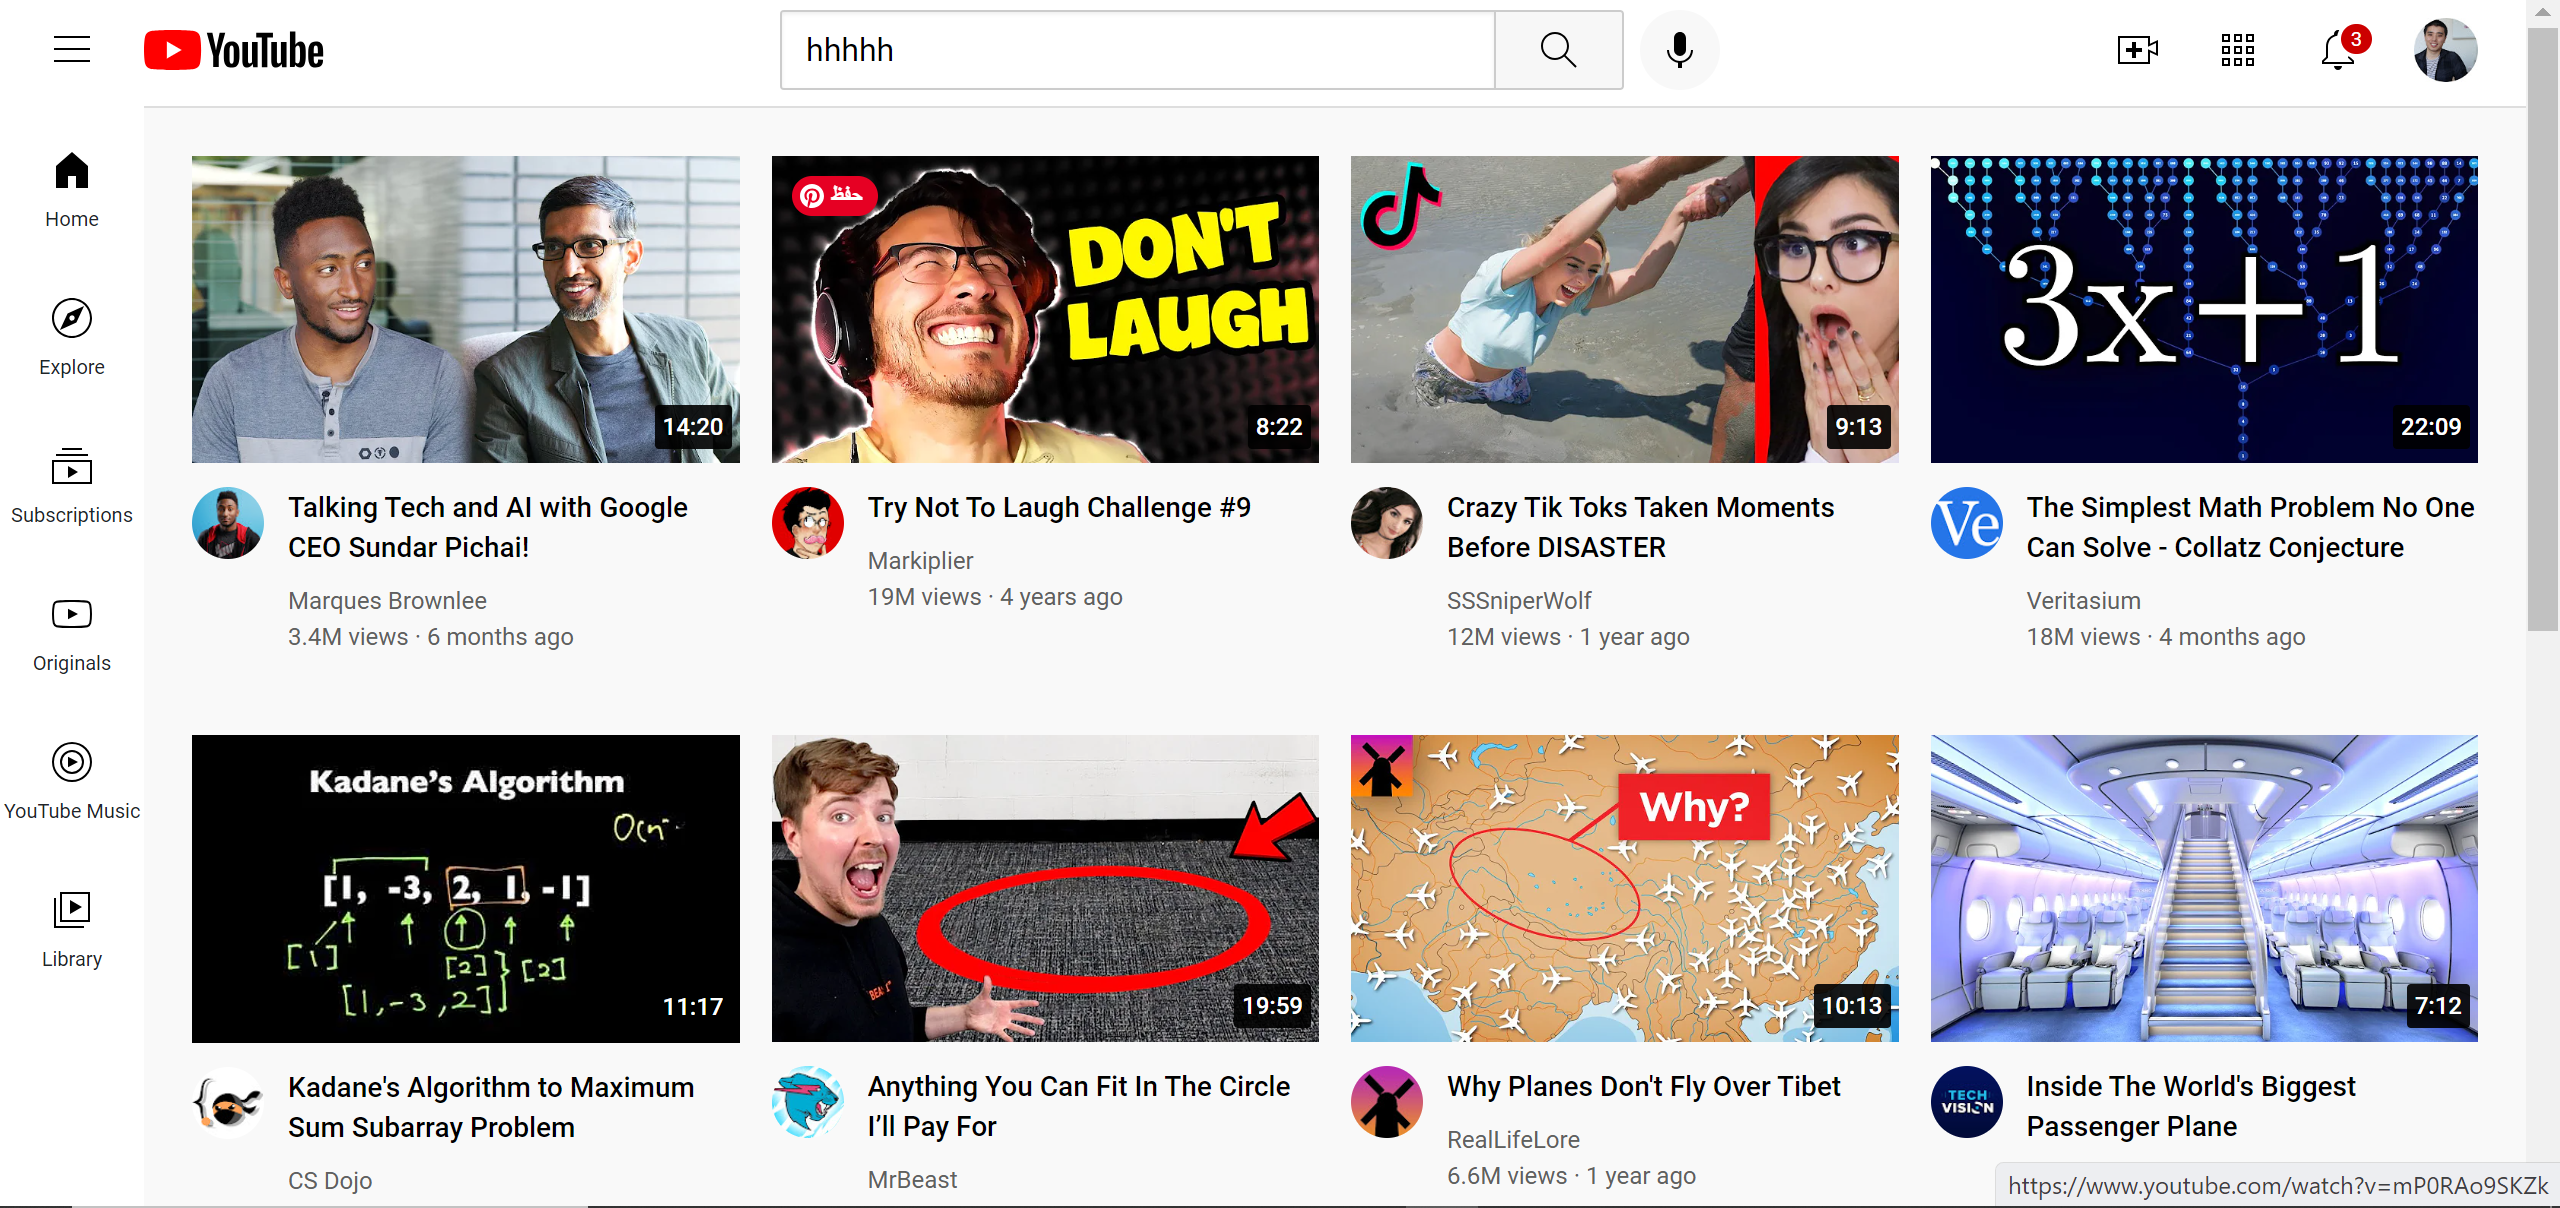 YouTube
hhhhh
3
Home
Explore
Subscriptions
Originals
YouTube Music
Library
14:20
Talking Tech and AI with Google
CEO Sundar Pichai!
Marques Brownlee
3.4M views · 6 months ago
حفظ
DON'T
LAUGH
8:22
Try Not To Laugh Challenge #9
Markiplier
19M views · 4 years ago
9:13
Crazy Tik Toks Taken Moments
Before DISASTER
SSSniperWolf
12M views · 1 year ago
3x+1
22:09
Ve
The Simplest Math Problem No One
Can Solve - Collatz Conjecture
Veritasium
18M views · 4 months ago
Kadane's Algorithm
[1, -3, 2, 1, -1]
[1]
[2]
[2]
[1,-3,2]
11:17
Kadane's Algorithm to Maximum
Sum Subarray Problem
CS Dojo
19:59
Anything You Can Fit In The Circle
I'll Pay For
MrBeast
Why?
10:13
Why Planes Don't Fly Over Tibet
RealLifeLore
6.6M views · 1 year ago
7:12
TECH
VISION
Inside The World's Biggest
Passenger Plane
https://www.youtube.com/watch?v=mP0RAo9SKZk